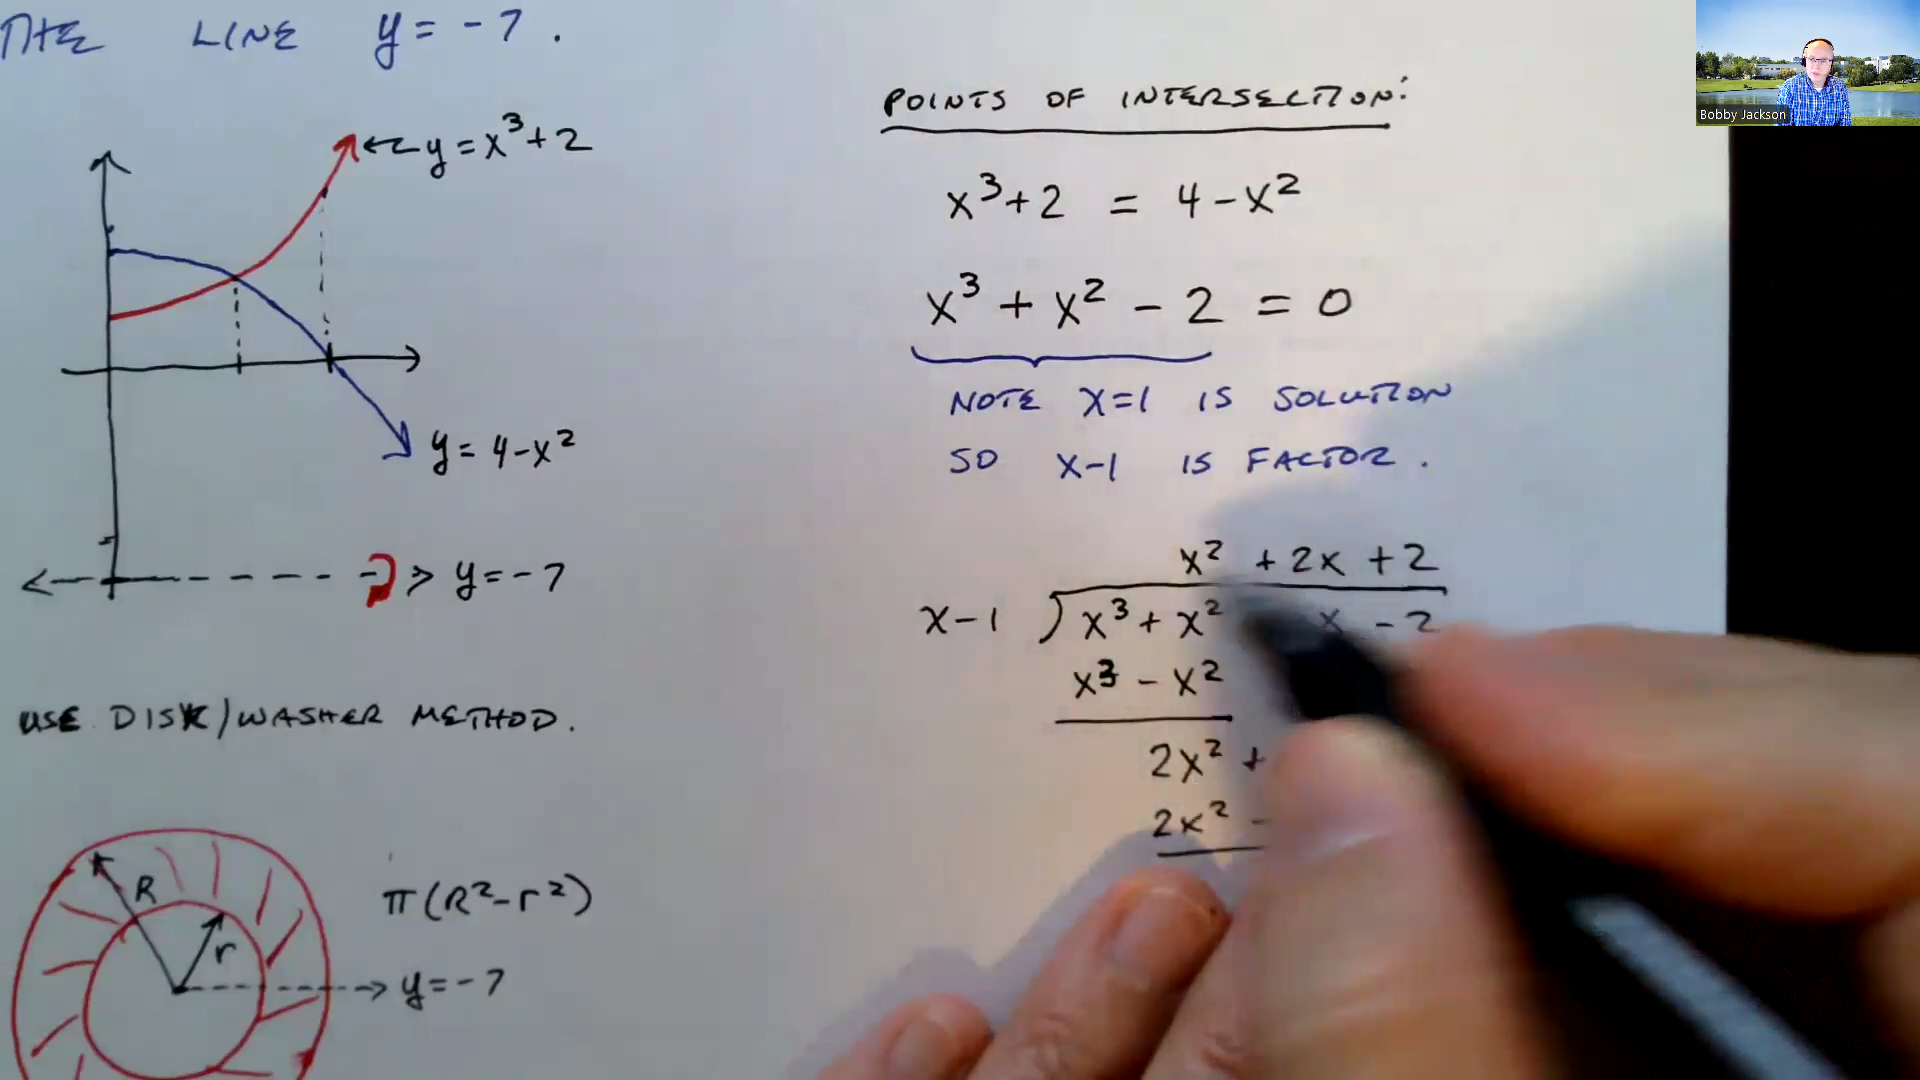 THE LINE y = -7.
y = x³+2
y = 4-x²
y = -7
USE DISK/WASHER METHOD.
R
r
π(R²-r²)
y = -7
POINTS OF INTERSECTION:
x³+2 = 4-x²
x³ + x² - 2 = 0
NOTE x=1 IS SOLUTION
SO x-1 IS FACTOR.
x² + 2x + 2
x-1 ) x³ + x² x - 2
x³ - x²
2x² +
2x² -
Bobby Jackson